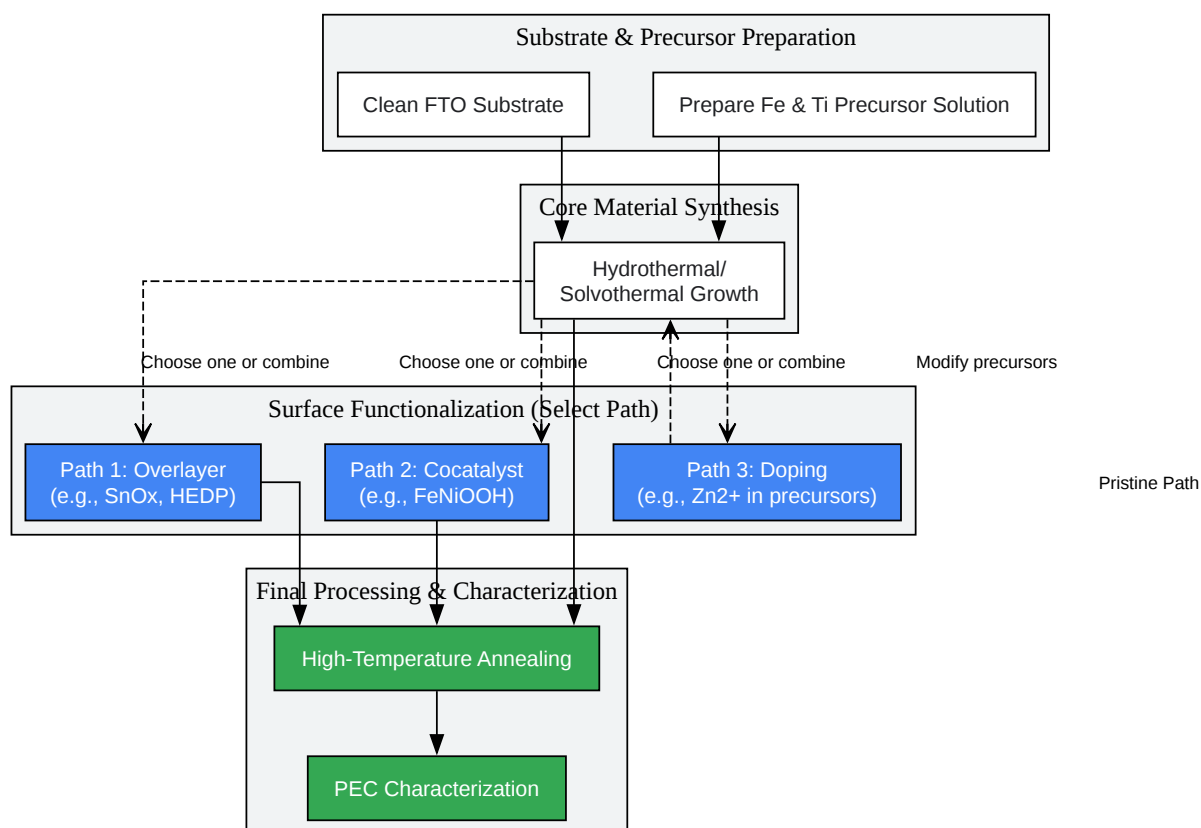 Substrate & Precursor Preparation
Clean FTO Substrate
Prepare Fe & Ti Precursor Solution
Core Material Synthesis
Hydrothermal/
Solvothermal Growth
Choose one or combine
Choose one or combine
Choose one or combine
Modify precursors
Surface Functionalization (Select Path)
Path 1: Overlayer
(e.g., SnOx, HEDP)
Path 2: Cocatalyst
(e.g., FeNiOOH)
Path 3: Doping
(e.g., Zn2+ in precursors)
Pristine Path
Final Processing & Characterization
High-Temperature Annealing
PEC Characterization